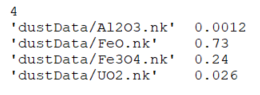 4
'dustData/Al2O3.nk' 0.0012
'dustData/FeO.nk' 0.73
'dustData/Fe3O4.nk' 0.24
'dustData/UO2.nk' 0.026